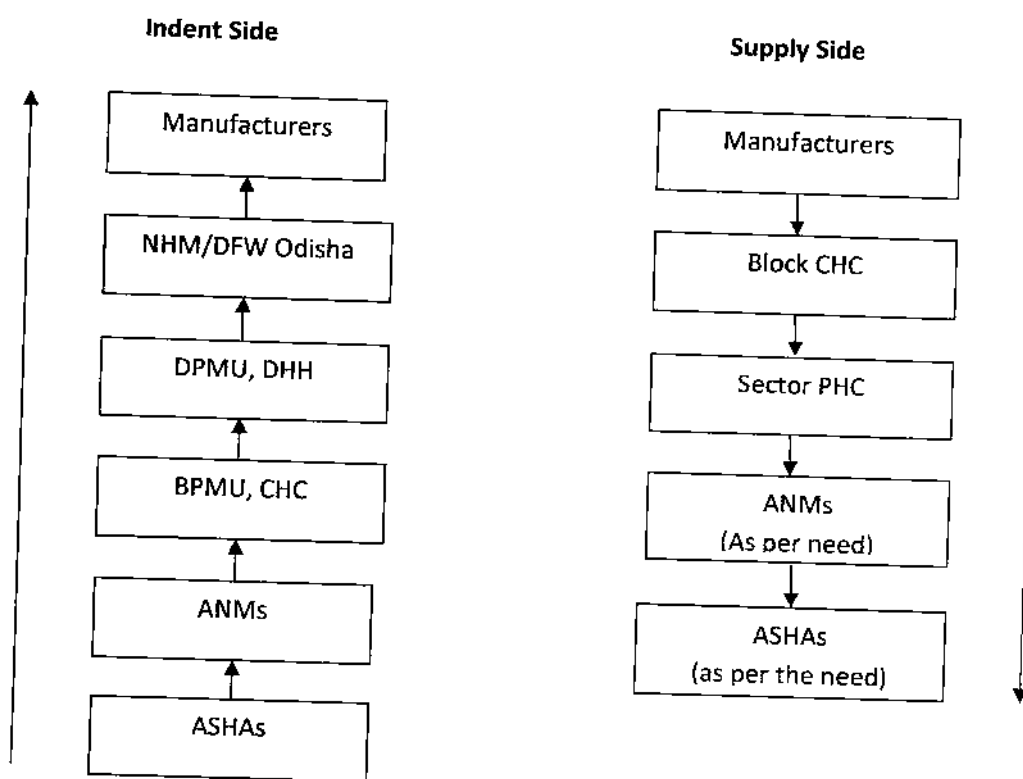 Indent Side
Manufacturers
NHM/DFW Odisha
DPMU, DHH
BPMU, CHC
ANMs
ASHAs
Supply Side
Manufacturers
Block CHC
Sector PHC
ANMs
(As per need)
ASHAs
(as per the need)